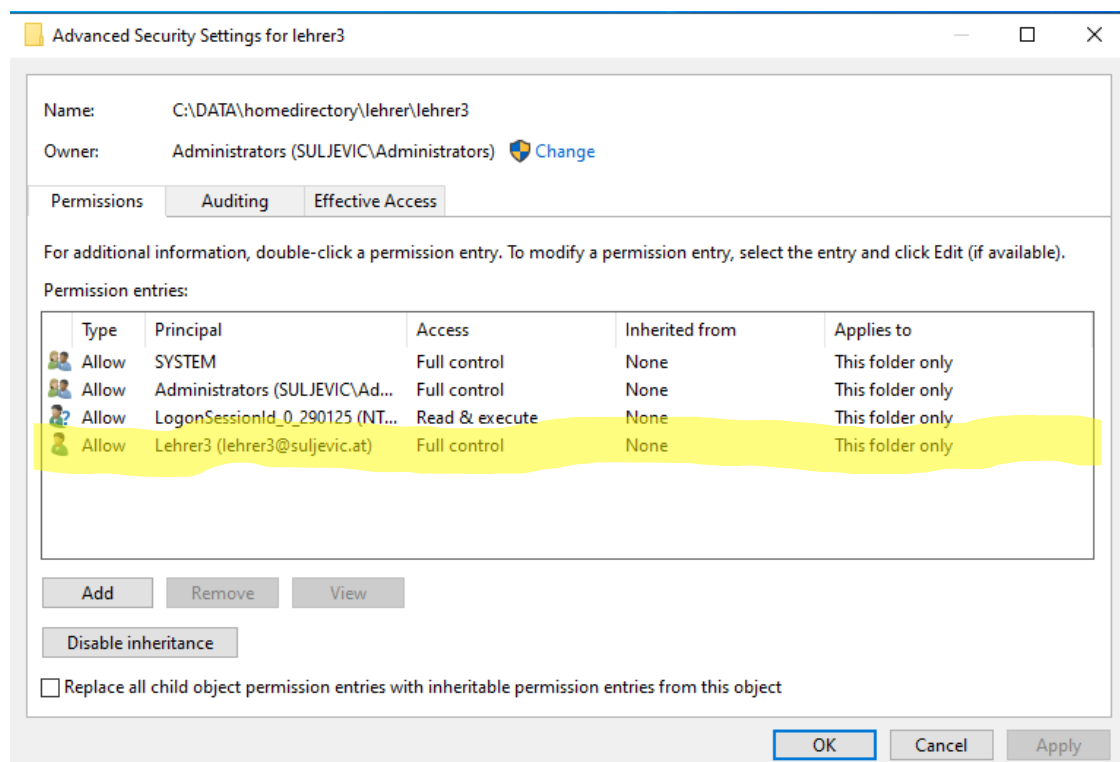 Advanced Security Settings for lehrer3
Name: C:\DATA\homedirectory\lehrer\lehrer3
Owner: Administrators (SULJEVIC\Administrators) Change
Permissions Auditing Effective Access
For additional information, double-click a permission entry. To modify a permission entry, select the entry and click Edit (if available).
Permission entries:
Type Principal Access Inherited from Applies to
Allow SYSTEM Full control None This folder only
Allow Administrators (SULJEVIC\Ad... Full control None This folder only
Allow LogonSessionId_0_290125 (NT... Read & execute None This folder only
Allow Lehrer3 (lehrer3@suljevic.at) Full control None This folder only
Add Remove View
Disable inheritance
Replace all child object permission entries with inheritable permission entries from this object
OK Cancel Apply